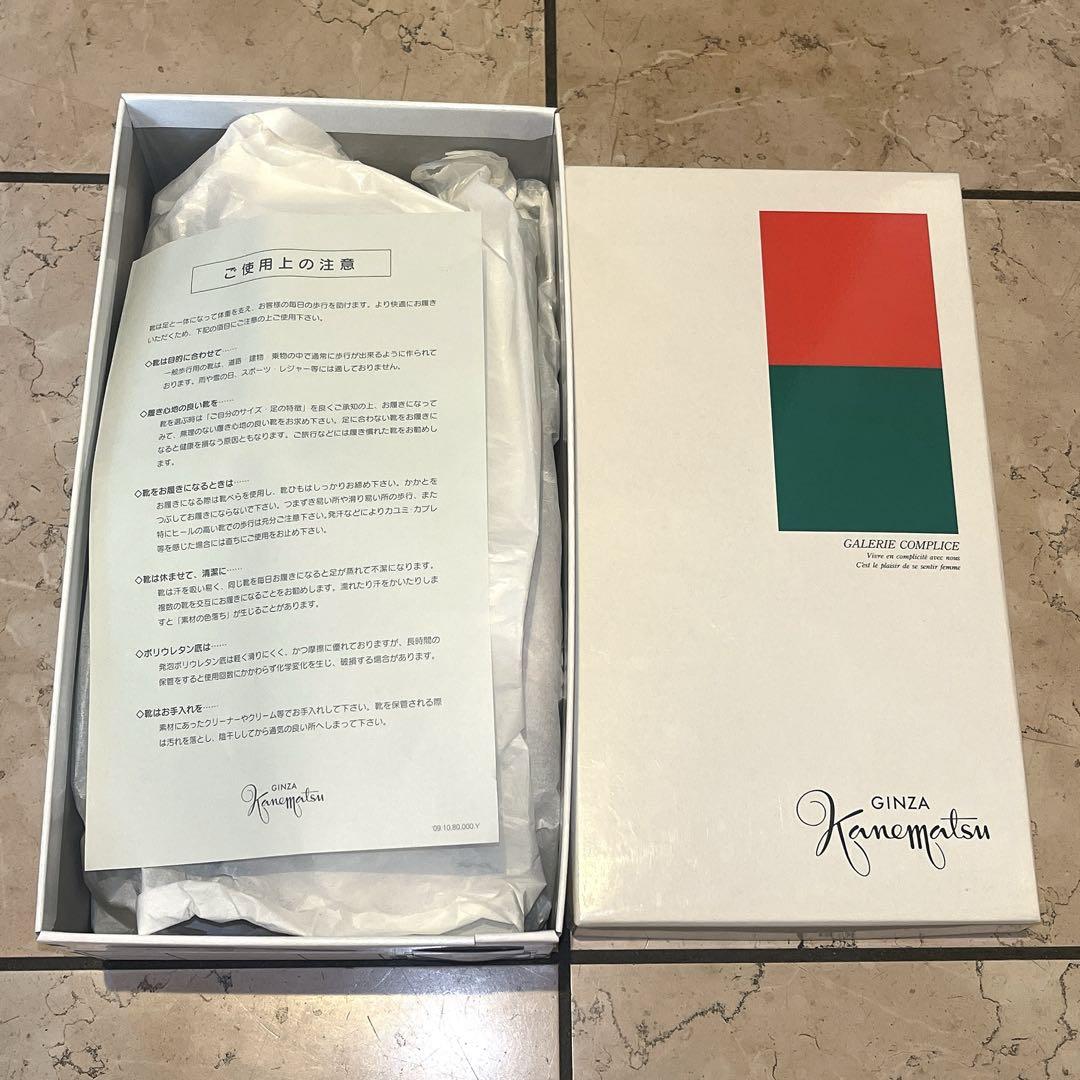 ご使用上の注意
靴は足と一体になって体重を支え、お客様の毎日の歩行を助けます。より快適にお履き
いただくため、下記の項目にご注意の上ご使用下さい。
◇靴は目的に合わせて……
一般歩行用の靴は、道路・建物・乗物の中で通常に歩行が出来るように作られて
おります。雨や雪の日、スポーツ・レジャー等には適しておりません。
◇履き心地の良い靴を……
靴を選ぶ時は「ご自分のサイズ・足の特徴」を良くご承知の上、お履きになって
みて、無理のない履き心地の良い靴をお求め下さい。足に合わない靴をお履きに
なると健康を損なう原因ともなります。ご旅行などには履き慣れた靴をお勧めし
ます。
◇靴をお履きになるときは……
お履きになる際は靴べらを使用し、靴ひもはしっかりお締め下さい。かかとを
つぶしてお履きにならないで下さい。つまずき易い所や滑り易い所の歩行、また
特にヒールの高い靴での歩行は充分ご注意下さい。発汗などによりカユミ・カブレ
等を感じた場合には直ちにご使用をお止め下さい。
◇靴は休ませて、清潔に……
靴は汗を吸い易く、同じ靴を毎日お履きになると足が蒸れて不潔になります。
複数の靴を交互にお履きになることをお勧めします。濡れたり汗をかいたりしま
すと「素材の色落ち」が生じることがあります。
◇ポリウレタン底は……
発泡ポリウレタン底は軽く滑りにくく、かつ摩擦に優れておりますが、長時間の
保管をすると使用回数にかかわらず化学変化を生じ、破損する場合があります。
◇靴はお手入れを……
素材にあったクリーナーやクリーム等でお手入れして下さい。靴を保管される際
は汚れを落とし、陰干ししてから通気の良い所へしまって下さい。
GINZA
Kanematsu
'09.10.80.000.Y
GALERIE COMPLICE
Vivre en complicité avec nous
C'est le plaisir de se sentir femme
GINZA
Kanematsu